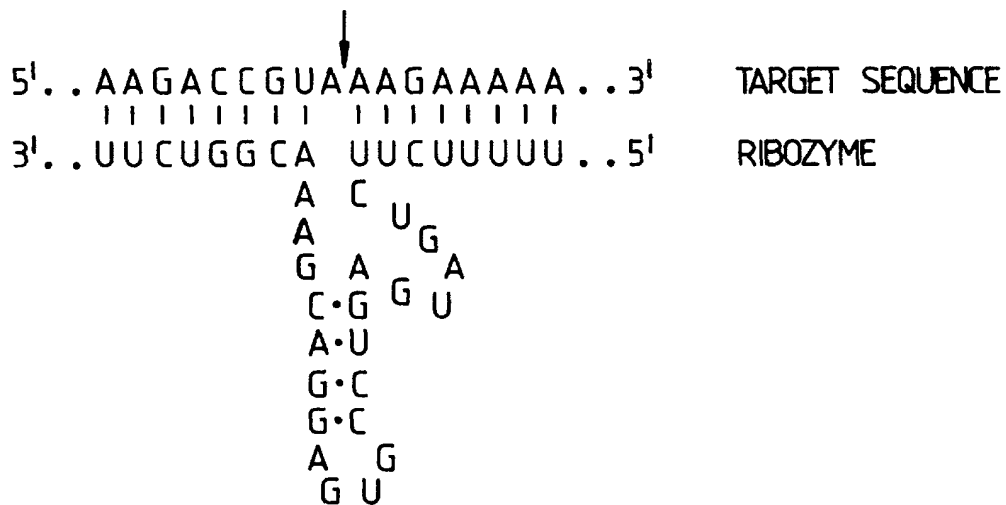 5'..AAGACCGUAAAGAAAAA..3' TARGET SEQUENCE
3'..UUCUGGCA UUCUUUUU..5' RIBOZYME
A C
U
A
G
G A A
G U
C·G
A·U
G·C
G·C
A G
G U